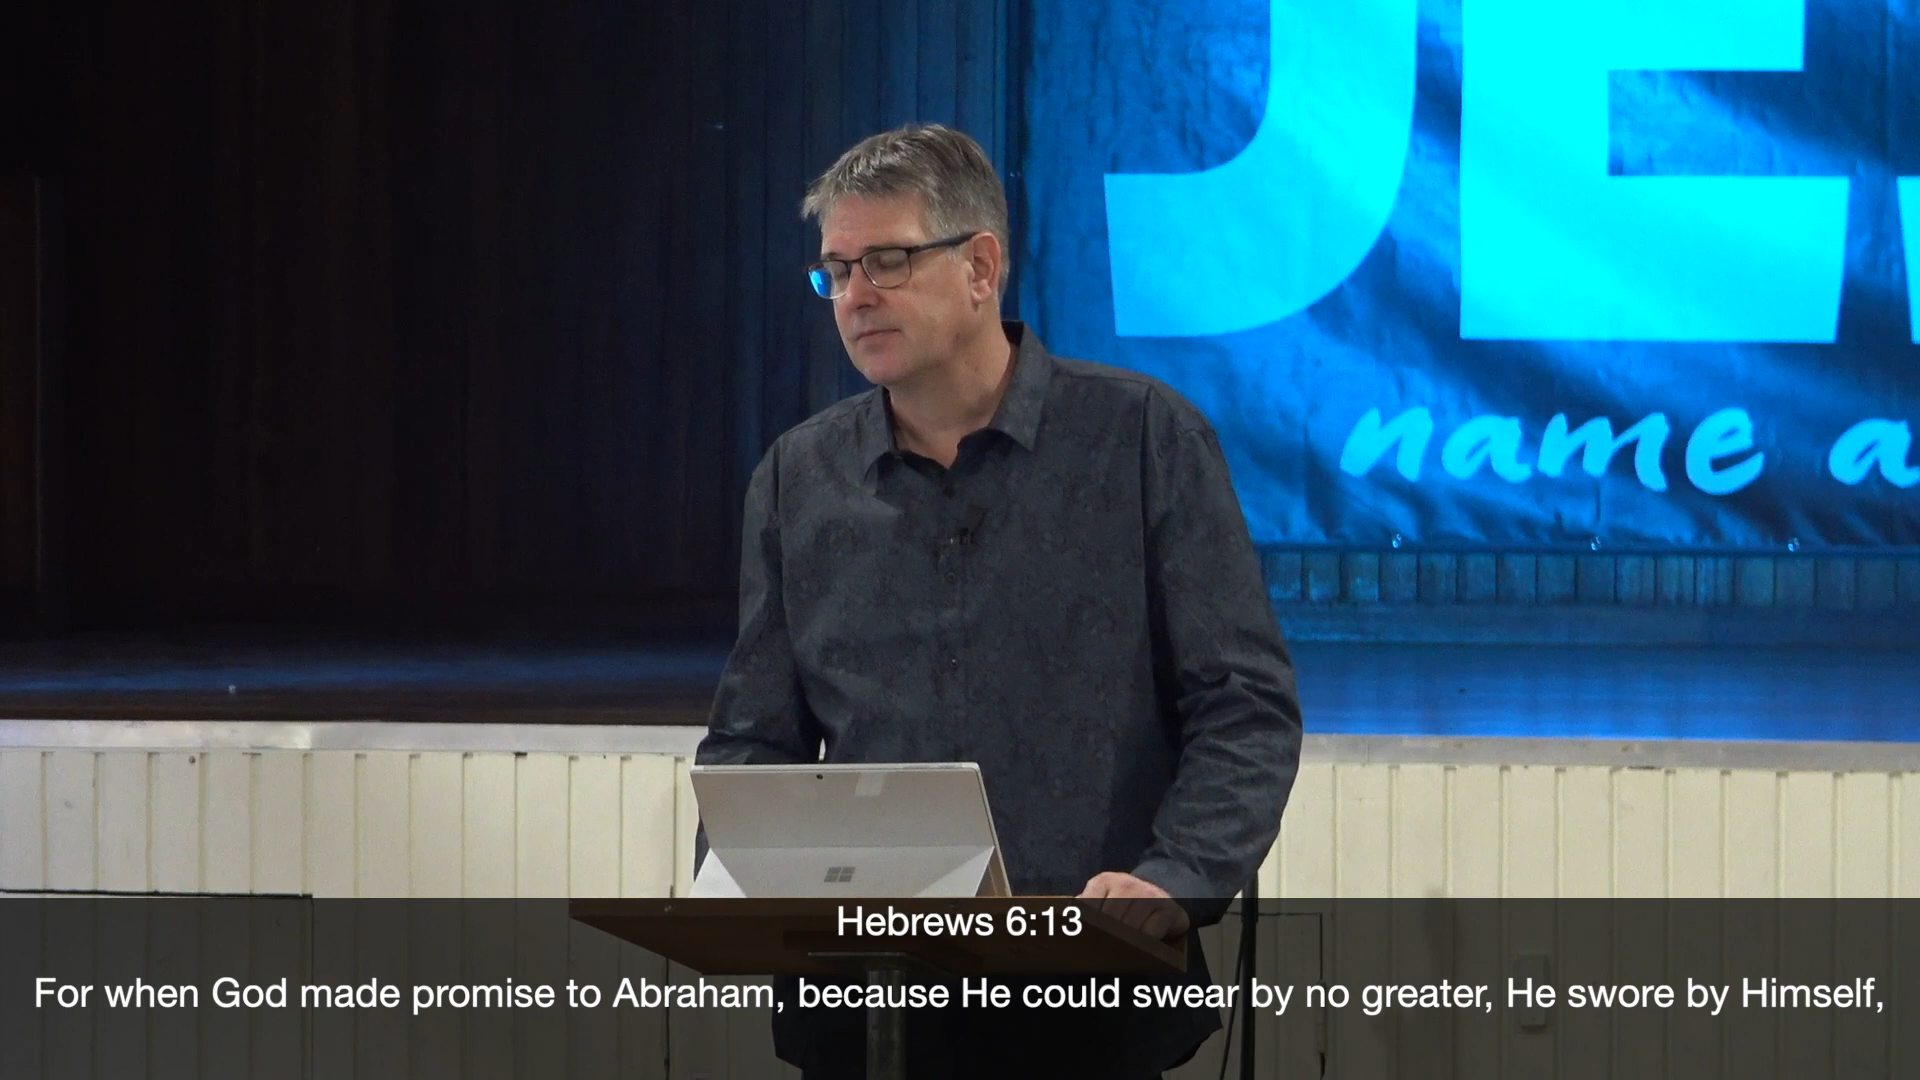 JE
name a
Hebrews 6:13
For when God made promise to Abraham, because He could swear by no greater, He swore by Himself,